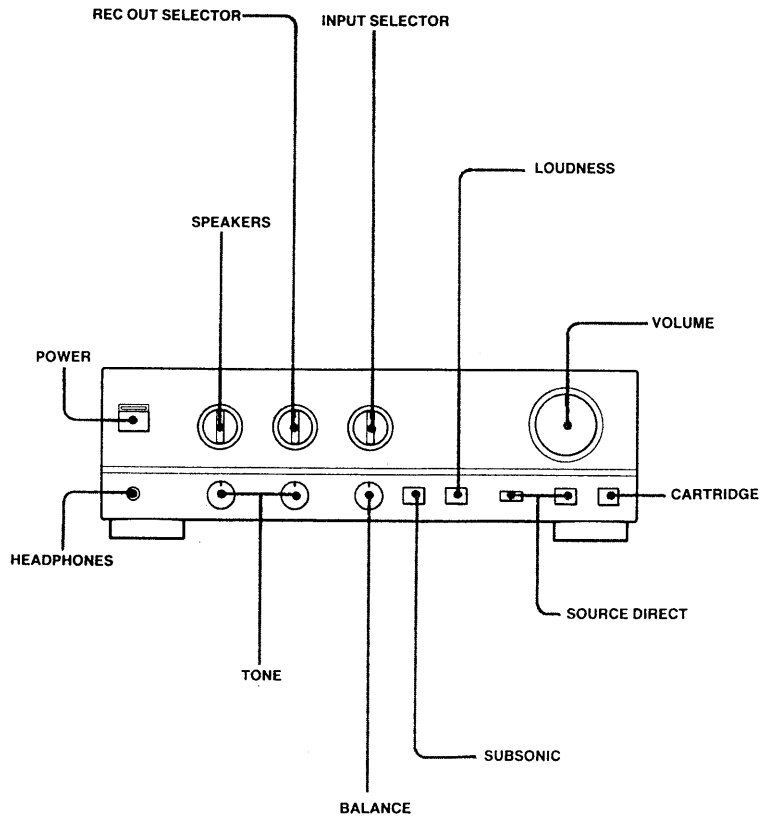 REC OUT SELECTOR
INPUT SELECTOR
LOUDNESS
SPEAKERS
VOLUME
POWER
CARTRIDGE
HEADPHONES
SOURCE DIRECT
TONE
SUBSONIC
BALANCE